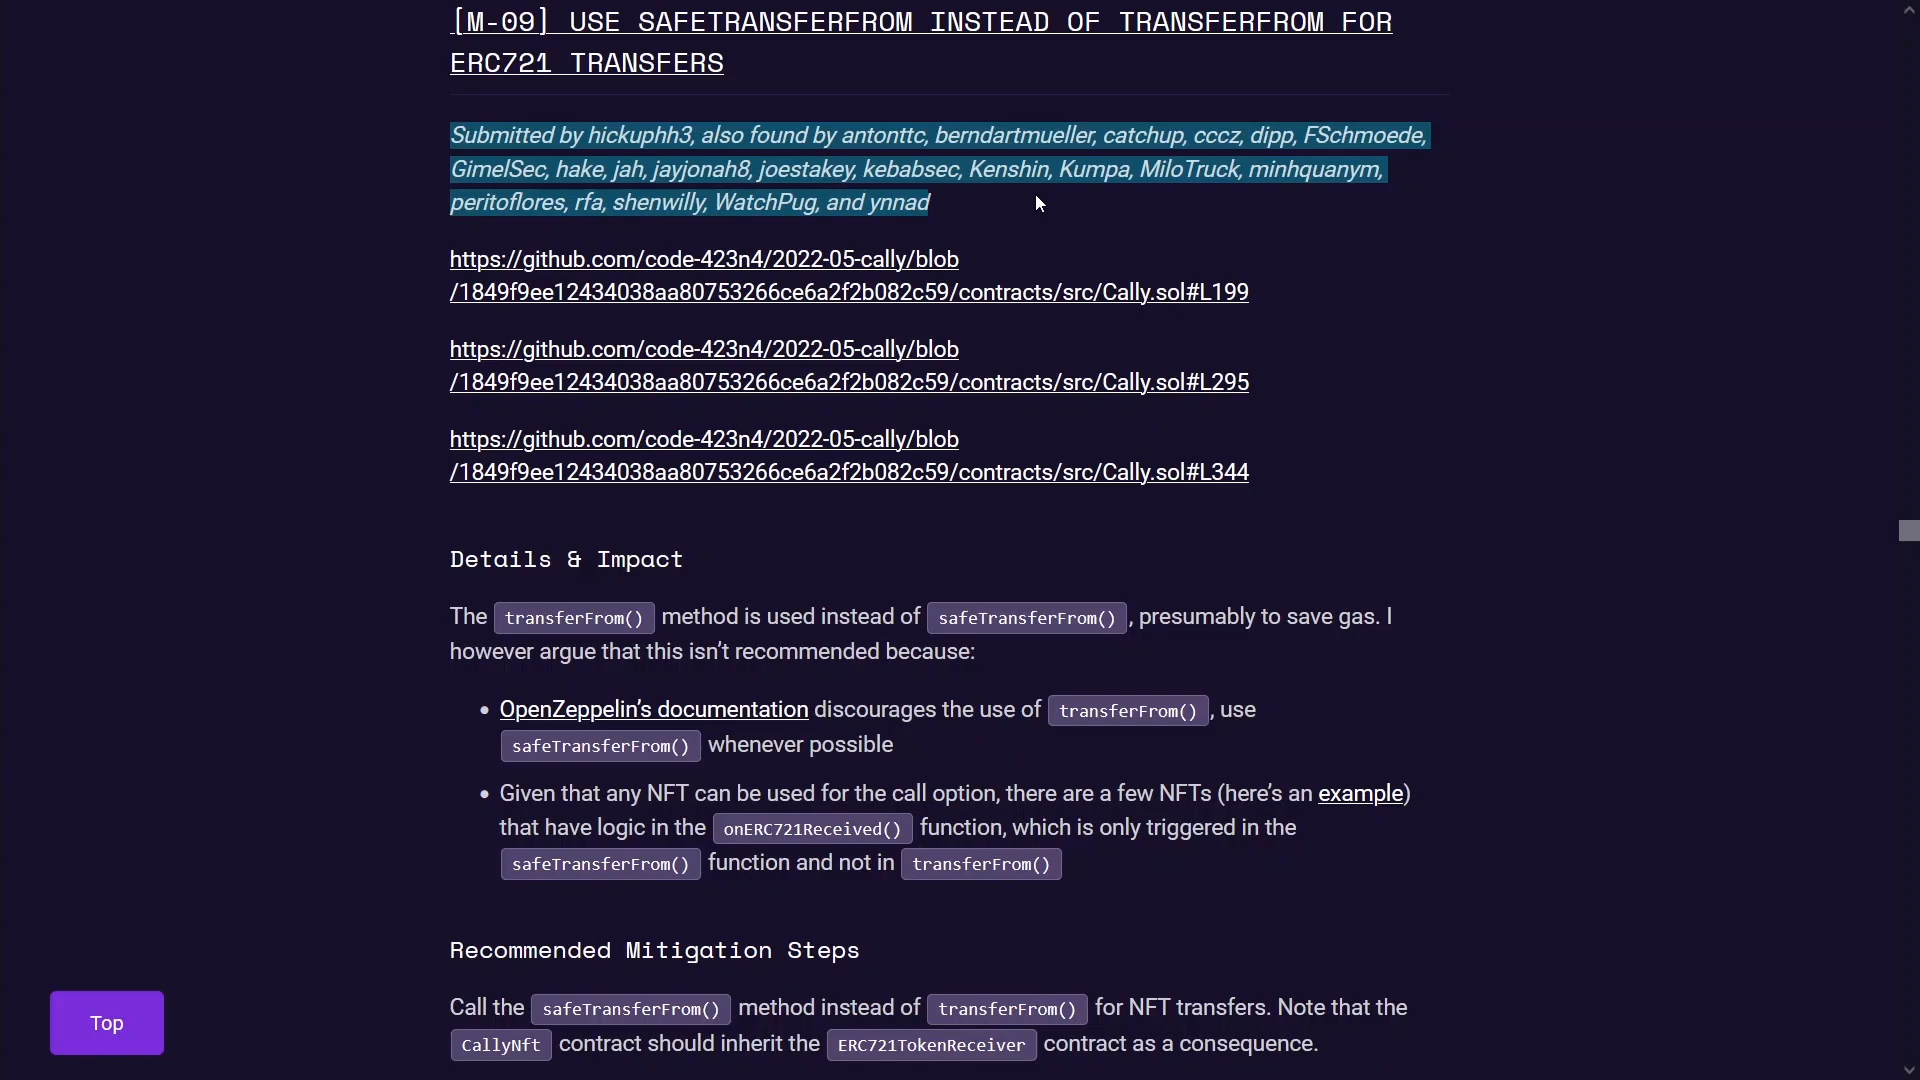 [M-09] USE SAFETRANSFERFROM INSTEAD OF TRANSFERFROM FOR
ERC721 TRANSFERS
Submitted by hickuphh3, also found by antonttc, berndartmueller, catchup, cccz, dipp, FSchmoede,
GimelSec, hake, jah, jayjonah8, joestakey, kebabsec, Kenshin, Kumpa, MiloTruck, minhquanym,
peritoflores, rfa, shenwilly, WatchPug, and ynnad
https://github.com/code-423n4/2022-05-cally/blob
/1849f9ee12434038aa80753266ce6a2f2b082c59/contracts/src/Cally.sol#L199
https://github.com/code-423n4/2022-05-cally/blob
/1849f9ee12434038aa80753266ce6a2f2b082c59/contracts/src/Cally.sol#L295
https://github.com/code-423n4/2022-05-cally/blob
/1849f9ee12434038aa80753266ce6a2f2b082c59/contracts/src/Cally.sol#L344
Details & Impact
The transferFrom() method is used instead of safeTransferFrom(), presumably to save gas. I
however argue that this isn’t recommended because:
• OpenZeppelin’s documentation discourages the use of transferFrom(), use
safeTransferFrom() whenever possible
• Given that any NFT can be used for the call option, there are a few NFTs (here’s an example)
that have logic in the onERC721Received() function, which is only triggered in the
safeTransferFrom() function and not in transferFrom()
Recommended Mitigation Steps
Call the safeTransferFrom() method instead of transferFrom() for NFT transfers. Note that the
CallyNft contract should inherit the ERC721TokenReceiver contract as a consequence.
Top